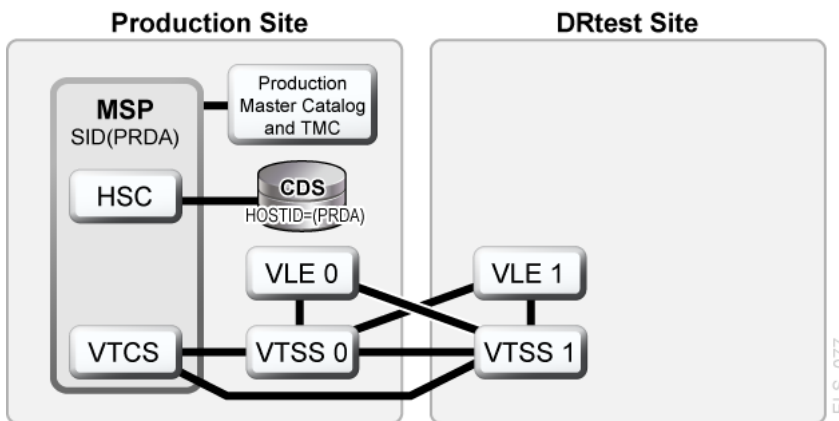 Production Site
DRtest Site
MSP
SID(PRDA)
Production
Master Catalog
and TMC
HSC
CDS
HOSTID=(PRDA)
VLE 0
VLE 1
VTCS
VTSS 0
VTSS 1